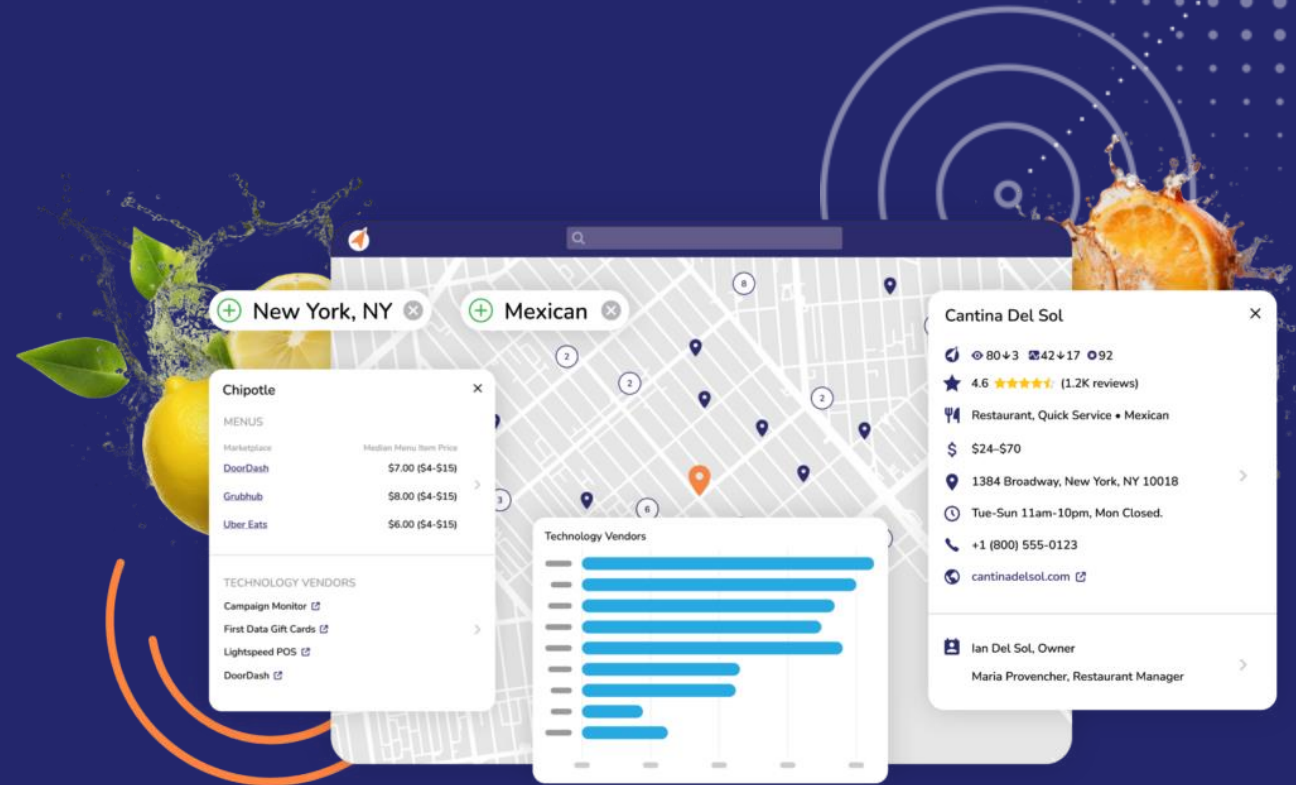 New York, NY
Mexican
8
2
2
2
3
6
Chipotle
MENUS
Marketplace Median Menu Item Price
DoorDash $7.00 ($4-$15)
Grubhub $8.00 ($4-$15)
Uber Eats $6.00 ($4-$15)
TECHNOLOGY VENDORS
Campaign Monitor
First Data Gift Cards
Lightspeed POS
DoorDash
Technology Vendors
Cantina Del Sol
80↓3 42↓17 92
4.6 (1.2K reviews)
Restaurant, Quick Service • Mexican
$ $24–$70
1384 Broadway, New York, NY 10018
Tue-Sun 11am-10pm, Mon Closed.
+1 (800) 555-0123
cantinadelsol.com
Ian Del Sol, Owner
Maria Provencher, Restaurant Manager